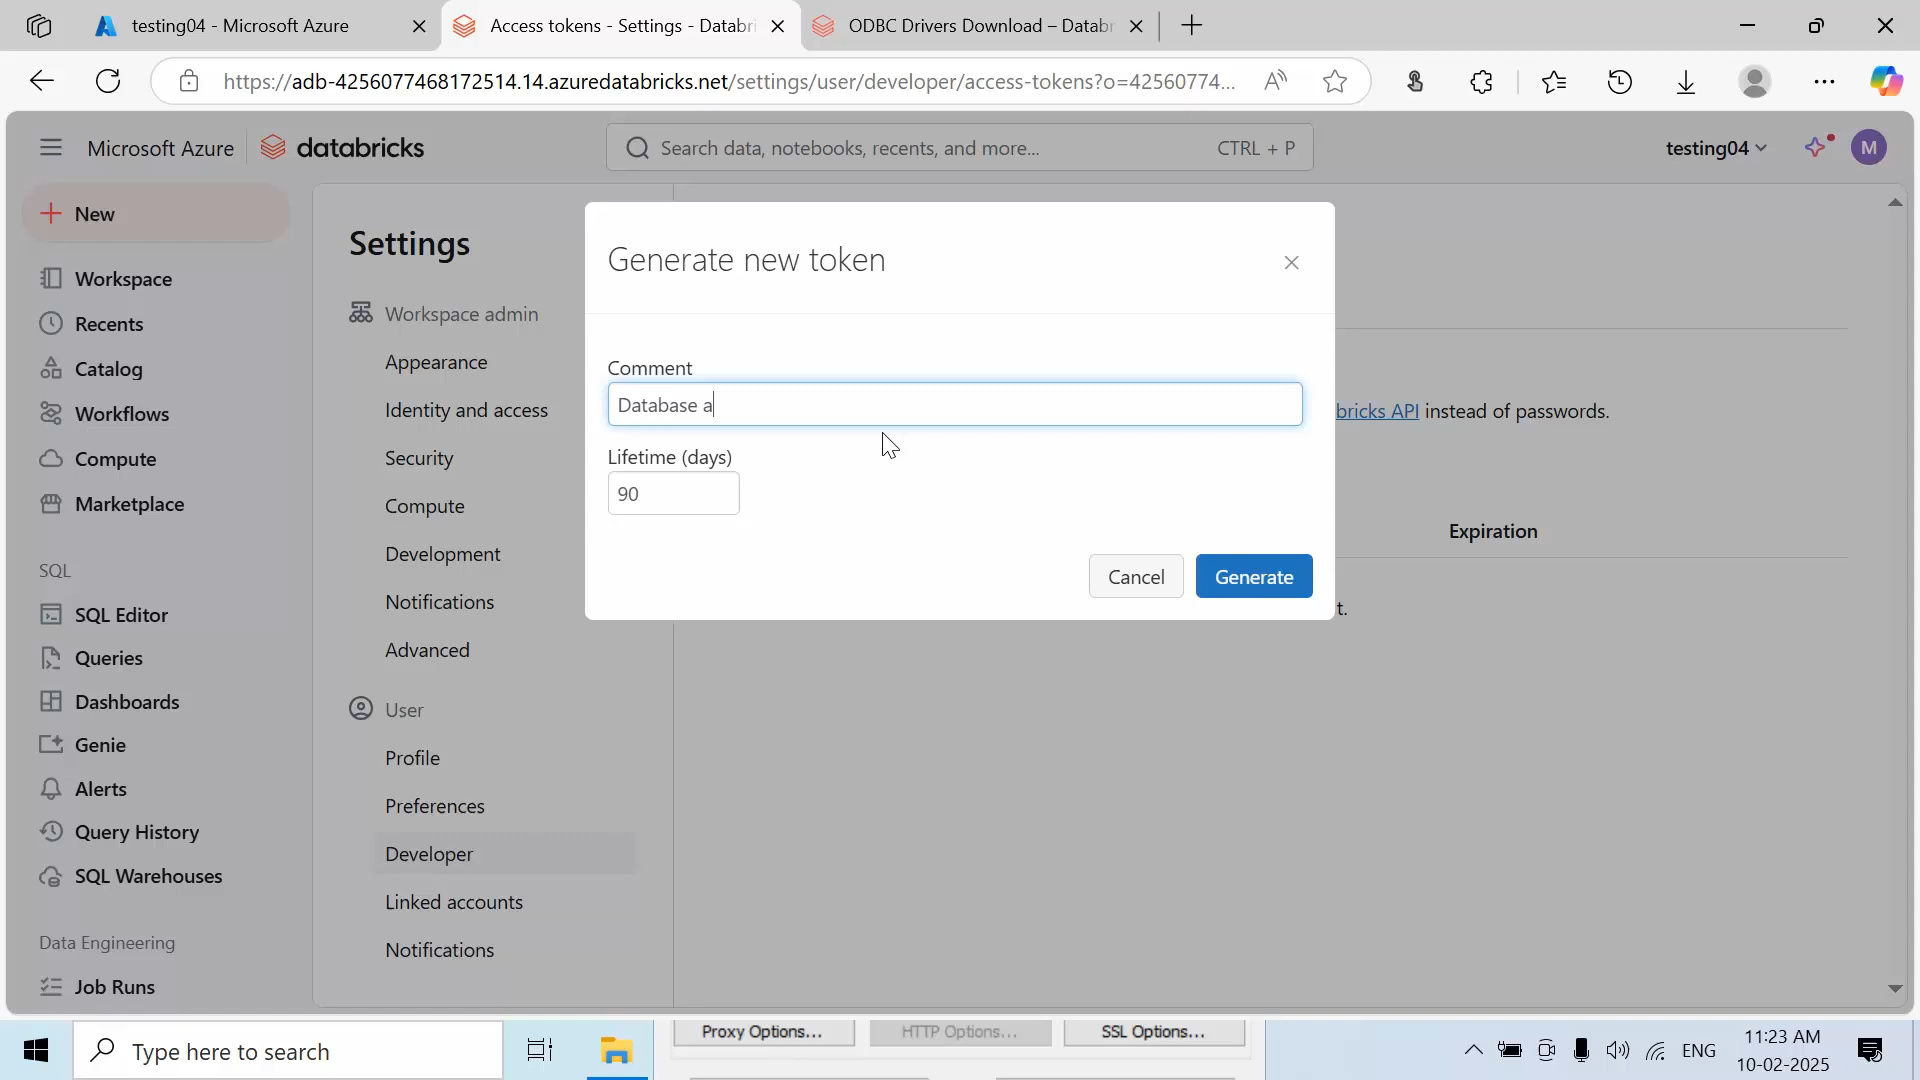 testing04 - Microsoft Azure
Access tokens - Settings - Databri
ODBC Drivers Download – Databr
https://adb-4256077468172514.14.azuredatabricks.net/settings/user/developer/access-tokens?o=42560774...
Microsoft Azure
databricks
Search data, notebooks, recents, and more...
CTRL + P
testing04
M
New
Workspace
Recents
Catalog
Workflows
Compute
Marketplace
SQL
SQL Editor
Queries
Dashboards
Genie
Alerts
Query History
SQL Warehouses
Data Engineering
Job Runs
Settings
Workspace admin
Appearance
Identity and access
Security
Compute
Development
Notifications
Advanced
User
Profile
Preferences
Developer
Linked accounts
Notifications
Generate new token
Comment
Database a
Lifetime (days)
90
Cancel
Generate
bricks API instead of passwords.
Expiration
t.
Proxy Options...
HTTP Options...
SSL Options...
Type here to search
ENG
11:23 AM
10-02-2025